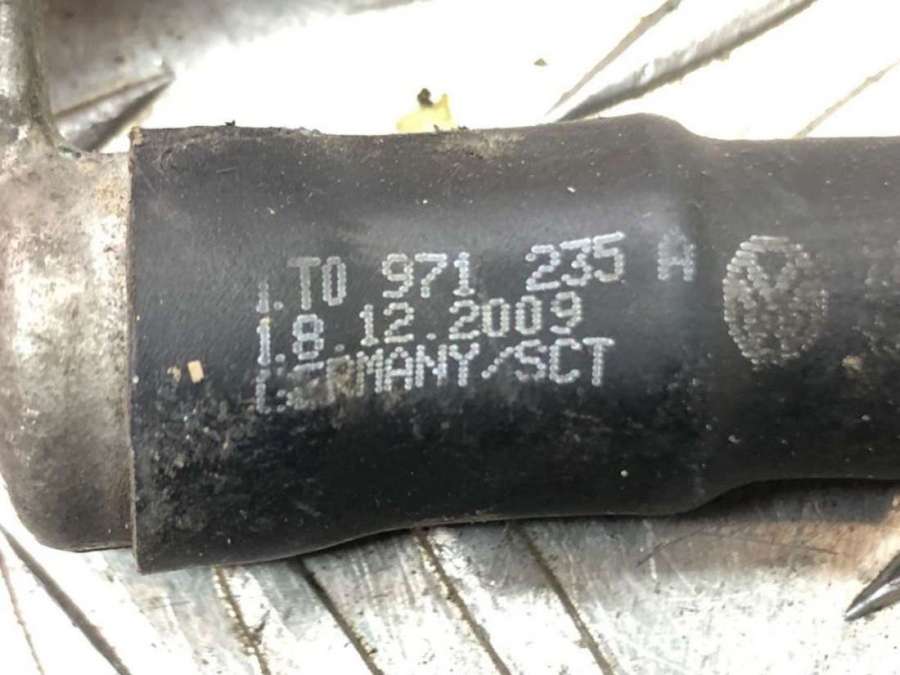 1T0 971 235 A
18.12.2009
GERMANY/SCT